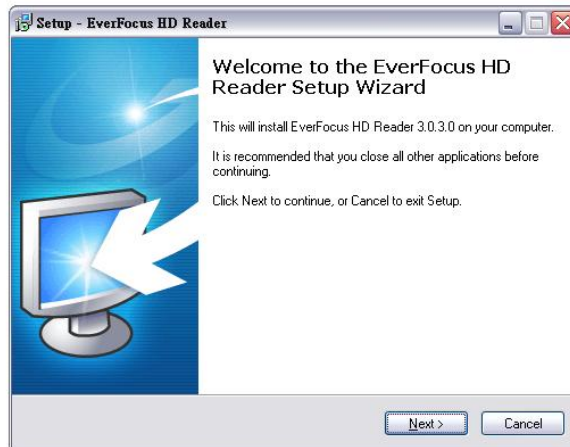 Setup - EverFocus HD Reader
Welcome to the EverFocus HD
Reader Setup Wizard
This will install EverFocus HD Reader 3.0.3.0 on your computer.
It is recommended that you close all other applications before
continuing.
Click Next to continue, or Cancel to exit Setup.
Next >
Cancel